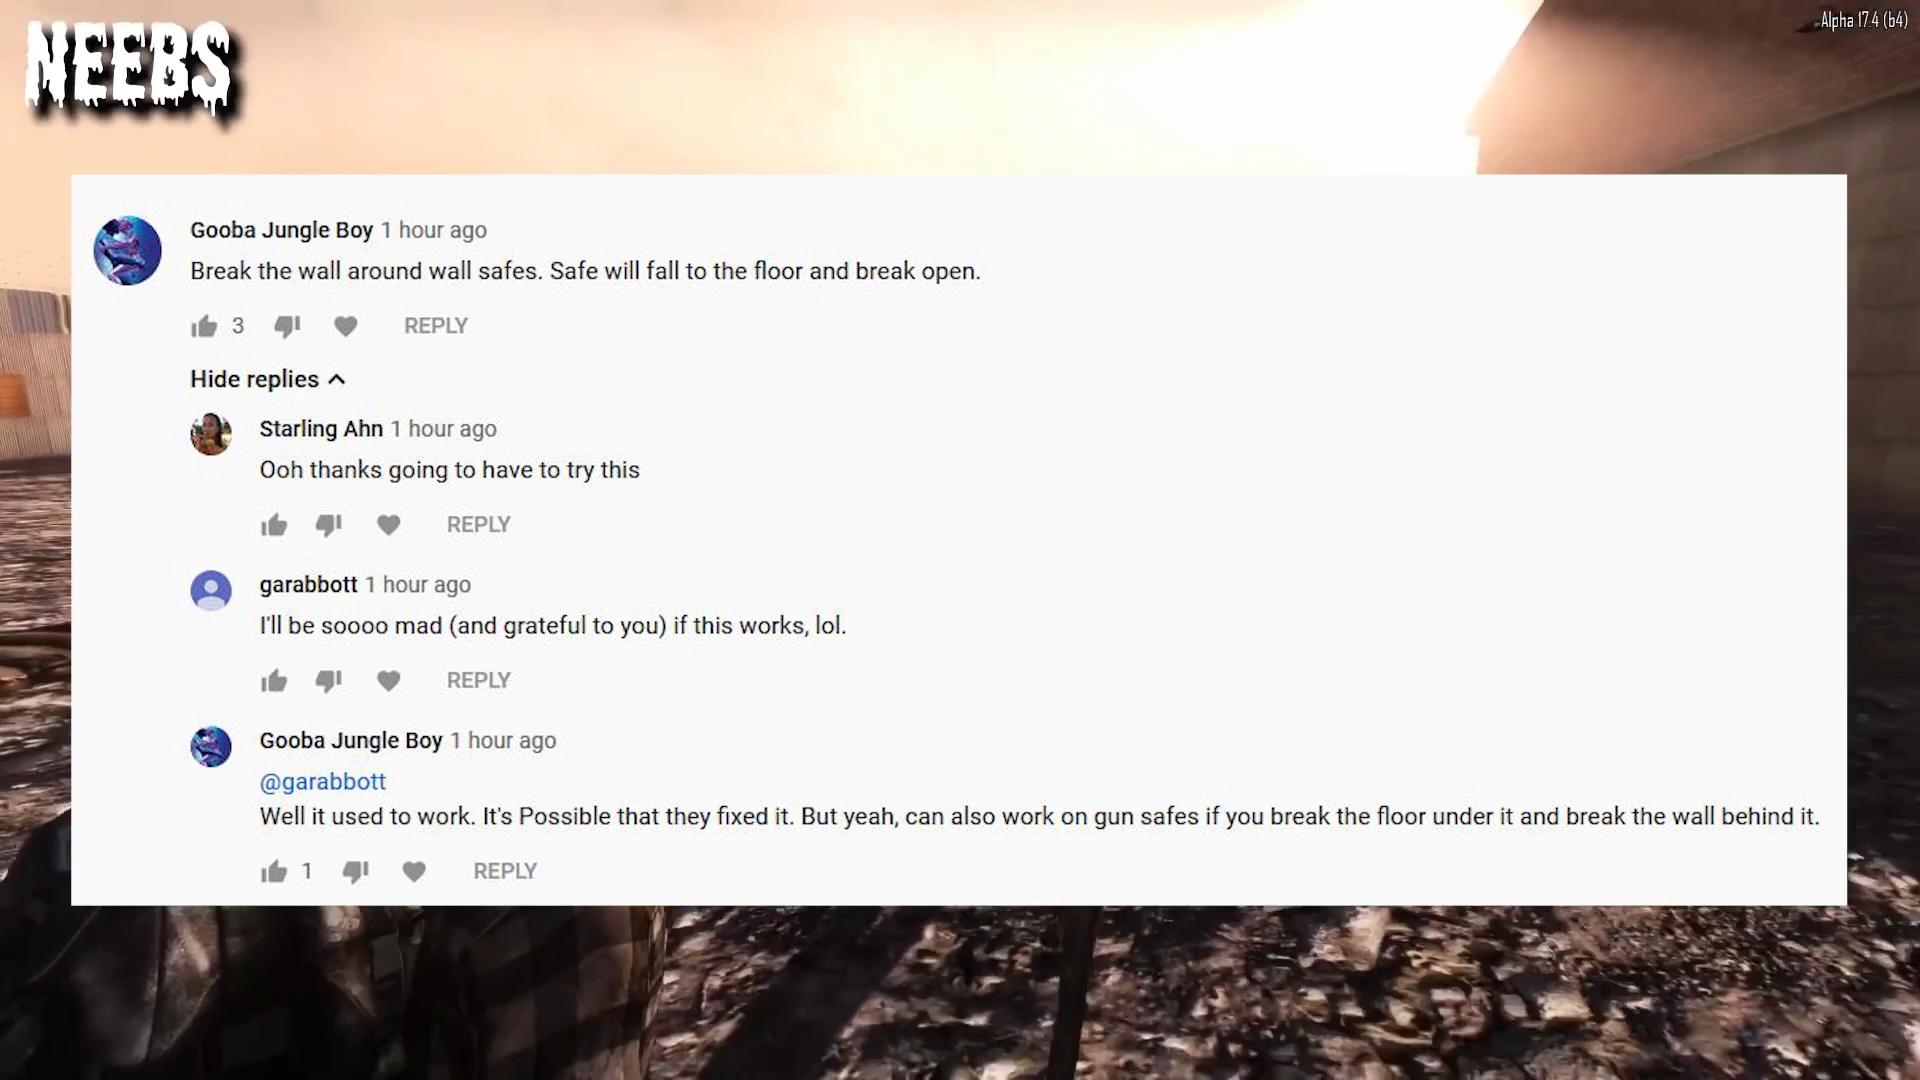 NEEBS
Alpha 17.4 (b4)
Gooba Jungle Boy 1 hour ago
Break the wall around wall safes. Safe will fall to the floor and break open.
3 REPLY
Hide replies
Starling Ahn 1 hour ago
Ooh thanks going to have to try this
REPLY
garabbott 1 hour ago
I'll be soooo mad (and grateful to you) if this works, lol.
REPLY
Gooba Jungle Boy 1 hour ago
@garabbott
Well it used to work. It's Possible that they fixed it. But yeah, can also work on gun safes if you break the floor under it and break the wall behind it.
1 REPLY